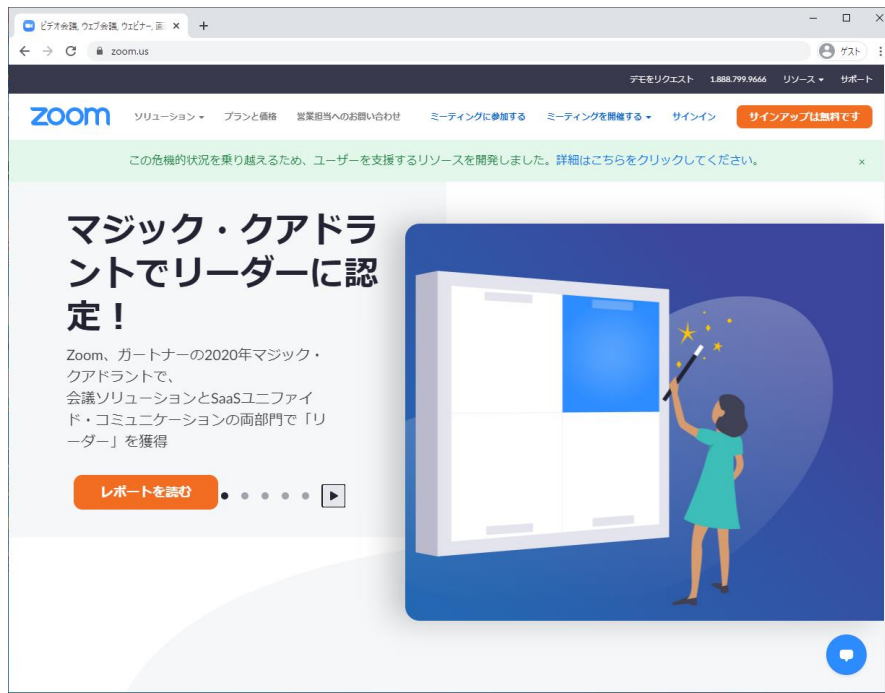 ビデオ会議, ウェブ会議, ウェビナー, 画
zoom.us
ゲスト
デモをリクエスト 1.888.799.9666 リソース サポート
zoom ソリューション プランと価格 営業担当へのお問い合わせ ミーティングに参加する ミーティングを開催する サインイン サインアップは無料です
この危機的状況を乗り越えるため、ユーザーを支援するリソースを開発しました。詳細はこちらをクリックしてください。
マジック・クアドラ
ントでリーダーに認
定！
Zoom、ガートナーの2020年マジック・
クアドラントで、
会議ソリューションとSaaSユニファイ
ド・コミュニケーションの両部門で「リ
ーダー」を獲得
レポートを読む